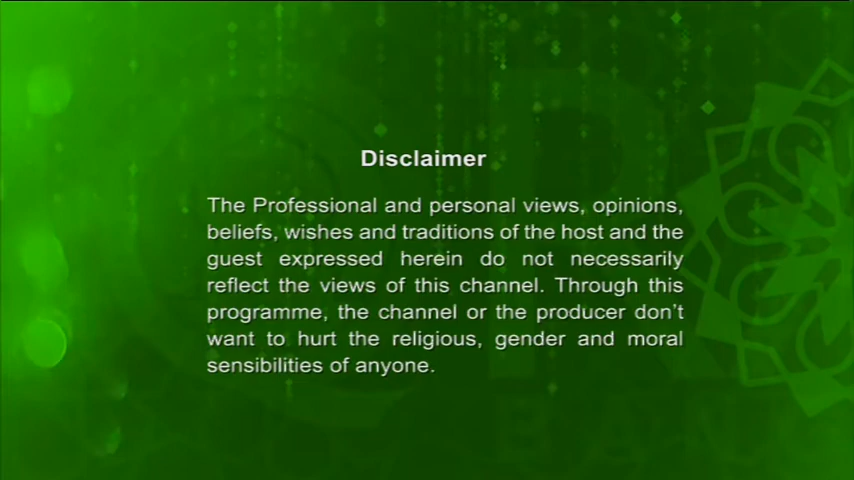 Disclaimer
The Professional and personal views, opinions,
beliefs, wishes and traditions of the host and the
guest expressed herein do not necessarily
reflect the views of this channel. Through this
programme, the channel or the producer don't
want to hurt the religious, gender and moral
sensibilities of anyone.